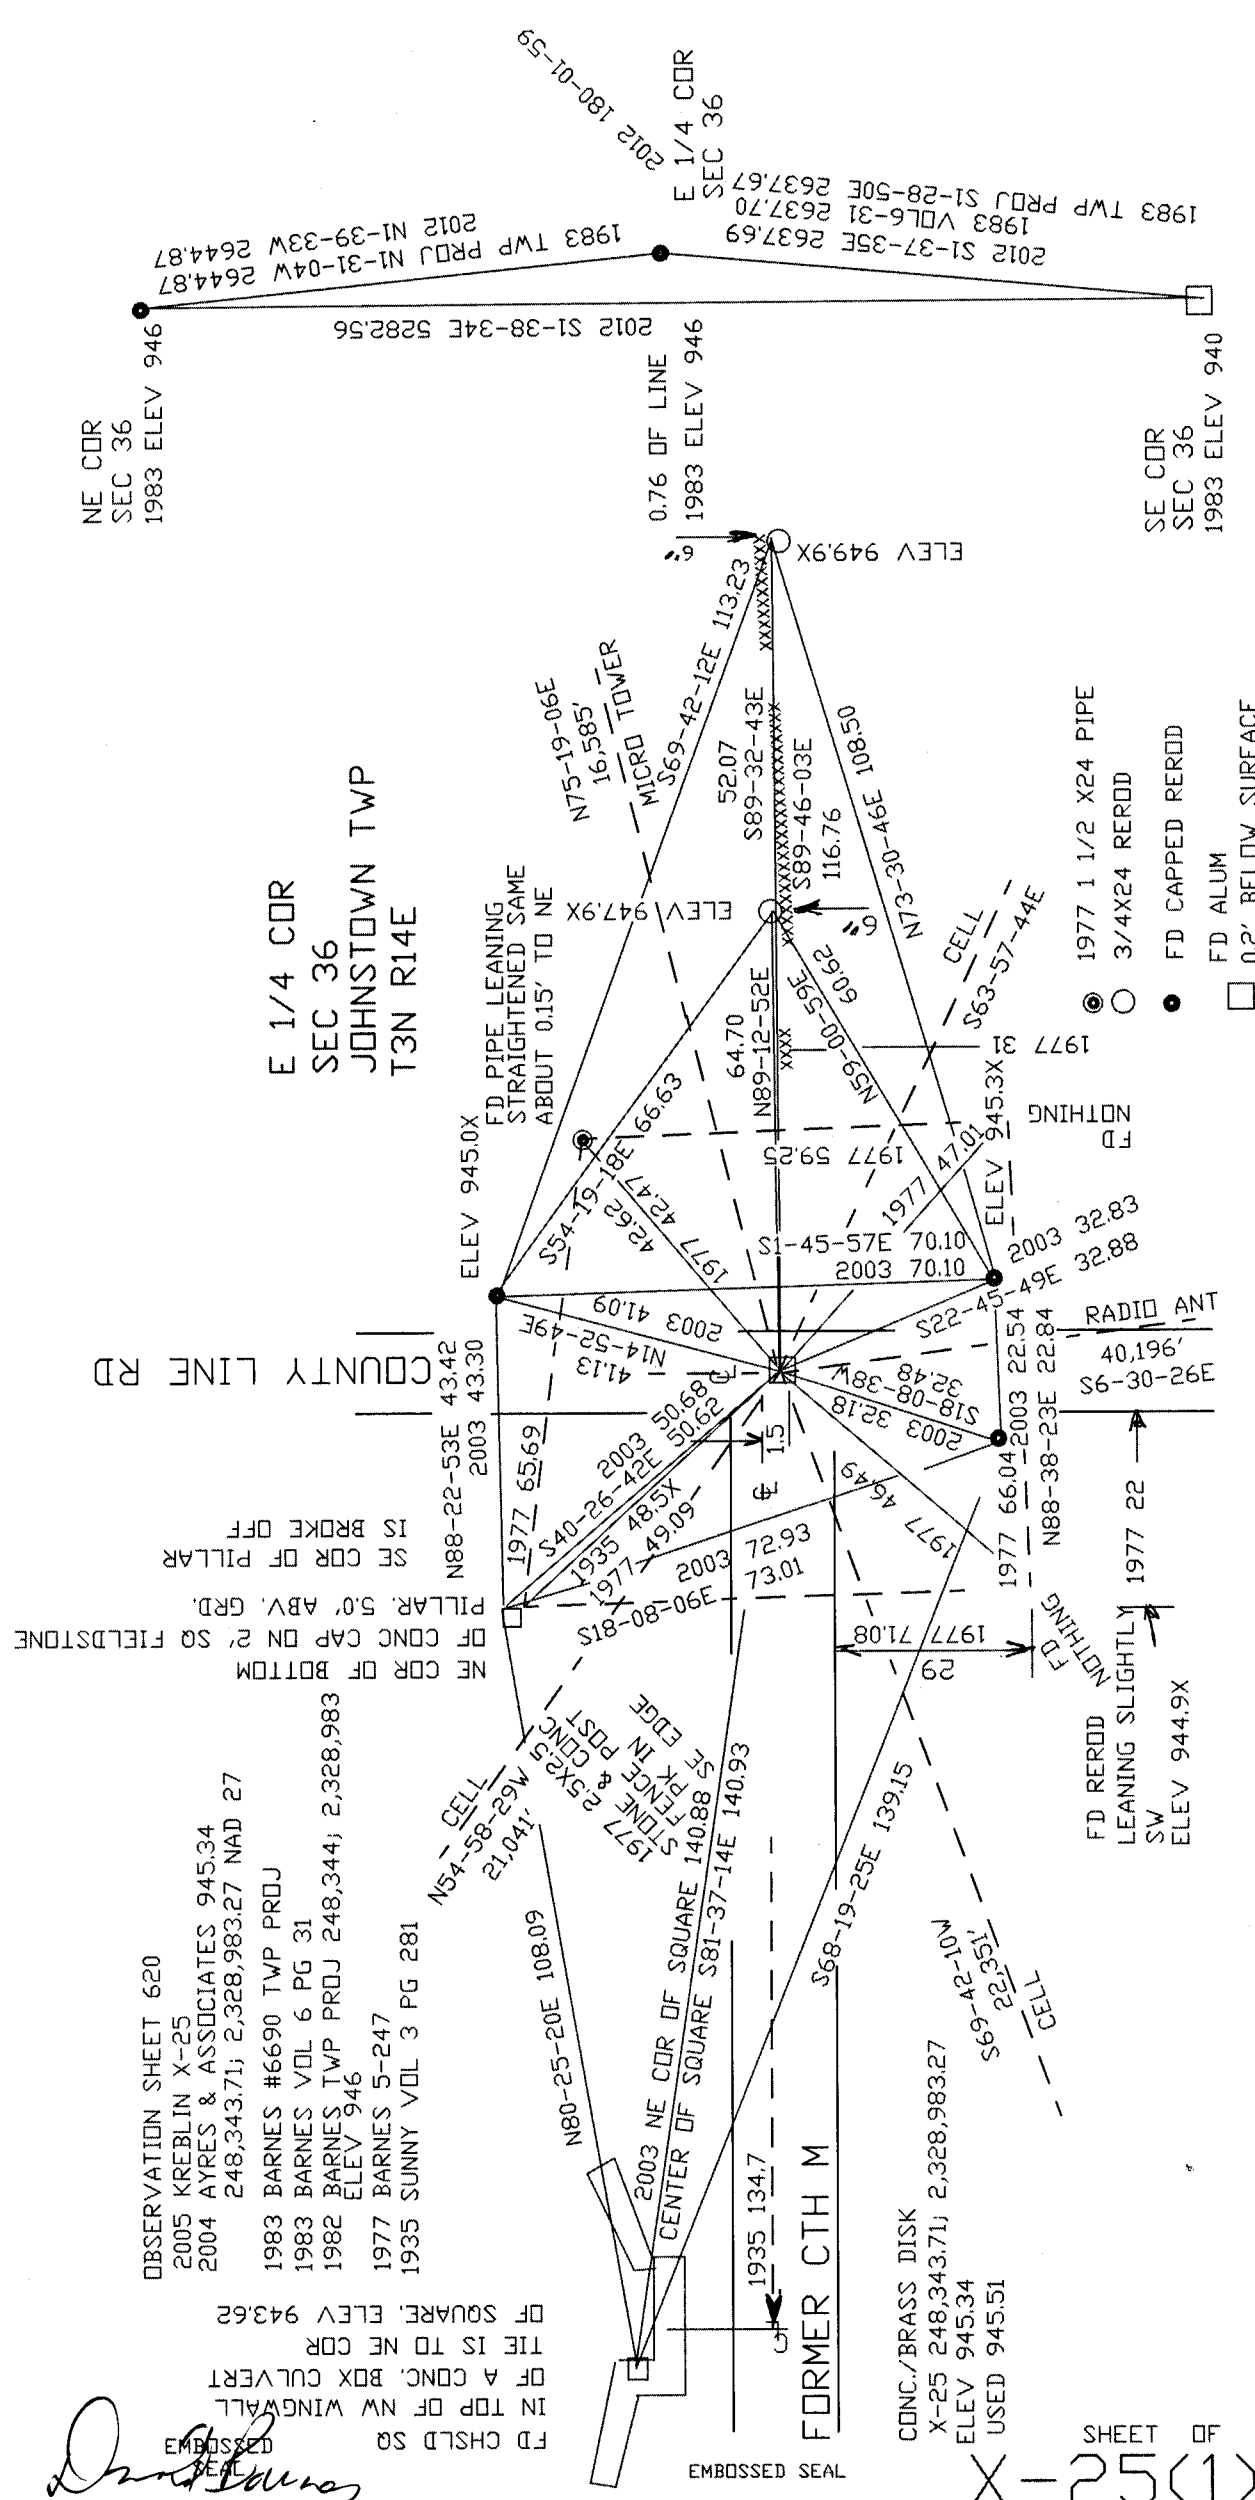 E 1/4 COR
SEC 36
JOHNSTOWN TWP
T3N R14E
NE COR
SEC 36
1983 ELEV 946
1983 TWP PROJ N1-31-04W 2644.87
2012 N1-39-33W 2644.87
2012 S1-38-34E 5282.56
2012 180-01-59
E 1/4 COR
SEC 36
2012 S1-37-35E 2637.69
1983 VOL6-31 2637.70
1983 TWP PROJ S1-28-50E 2637.67
0.76 OF LINE
1983 ELEV 946
SE COR
SEC 36
1983 ELEV 940
OBSERVATION SHEET 620
2005 KREBLIN X-25
2004 AYRES & ASSOCIATES 945.34
248,343.71; 2,328,983.27 NAD 27
1983 BARNES #6690 TWP PROJ
1983 BARNES VOL 6 PG 31
1982 BARNES TWP PROJ 248,344; 2,328,983
ELEV 946
1977 BARNES 5-247
1935 SUNNY VOL 3 PG 281
FD CHSLD SQ
IN TOP OF NW WINGWALL
OF A CONC. BOX CULVERT
TIE IS TO NE COR
OF SQUARE. ELEV 943.62
NE COR OF BOTTOM
OF CONC CAP ON 2' SQ FIELDSTONE
PILLAR. 5.0' ABV. GRD.
SE COR OF PILLAR
IS BROKE OFF
COUNTY LINE RD
N88-22-53E 43.42
2003 43.30
ELEV 945.0X
FD PIPE LEANING
STRAIGHTENED SAME
ABOUT 0.15' TO NE
1977 65.69
2003 50.68
S40-26-42E 50.62
1935 48.5X
1977 49.09
2003 41.09
N14-52-49E
41.13
1977 42.47
42.62
S54-19-18E 66.63
ELEV 947.9X
N75-19-06E
16,585'
MICRO TOWER
S69-42-12E 113.23
6"
ELEV 949.9X
52.07
S89-32-43E
S89-46-03E
116.76
6"
64.70
N89-12-52E
N59-00-59E
60.62
N73-30-46E 108.50
CELL
S63-57-44E
1977 31
1977 59.25
1977 47.01
FD
NOTHING
ELEV 945.3X
S1-45-57E 70.10
2003 70.10
2003 32.83
S22-45-49E 32.88
RADIO ANT
40,196'
S6-30-26E
2003 22.54
N88-38-23E 22.84
S18-08-38W
32.48
2003 32.18
1977 46.49
1977 66.04
1.5
2003 72.93
S18-08-06E 73.01
1977 71.08
29
FD
NOTHING
1977 22
FD REROD
LEANING SLIGHTLY
SW
ELEV 944.9X
CELL
N54-58-29W
21,041'
1977
STONE & CONC
FENCE POST
PK IN
SE EDGE
2.5X2.5
N80-25-20E 108.09
2003 NE COR OF SQUARE 140.88
CENTER OF SQUARE S81-37-14E 140.93
S68-19-25E 139.15
S69-42-10W
22,351'
CELL
1935 134.7
FORMER CTH M
CONC./BRASS DISK
X-25 248,343.71; 2,328,983.27
ELEV 945.34
USED 945.51
1977 1 1/2 X24 PIPE
3/4X24 REROD
FD CAPPED REROD
FD ALUM
0.2' BELOW SURFACE
EMBOSSED
SEAL
EMBOSSED SEAL
SHEET OF
X-25(1)